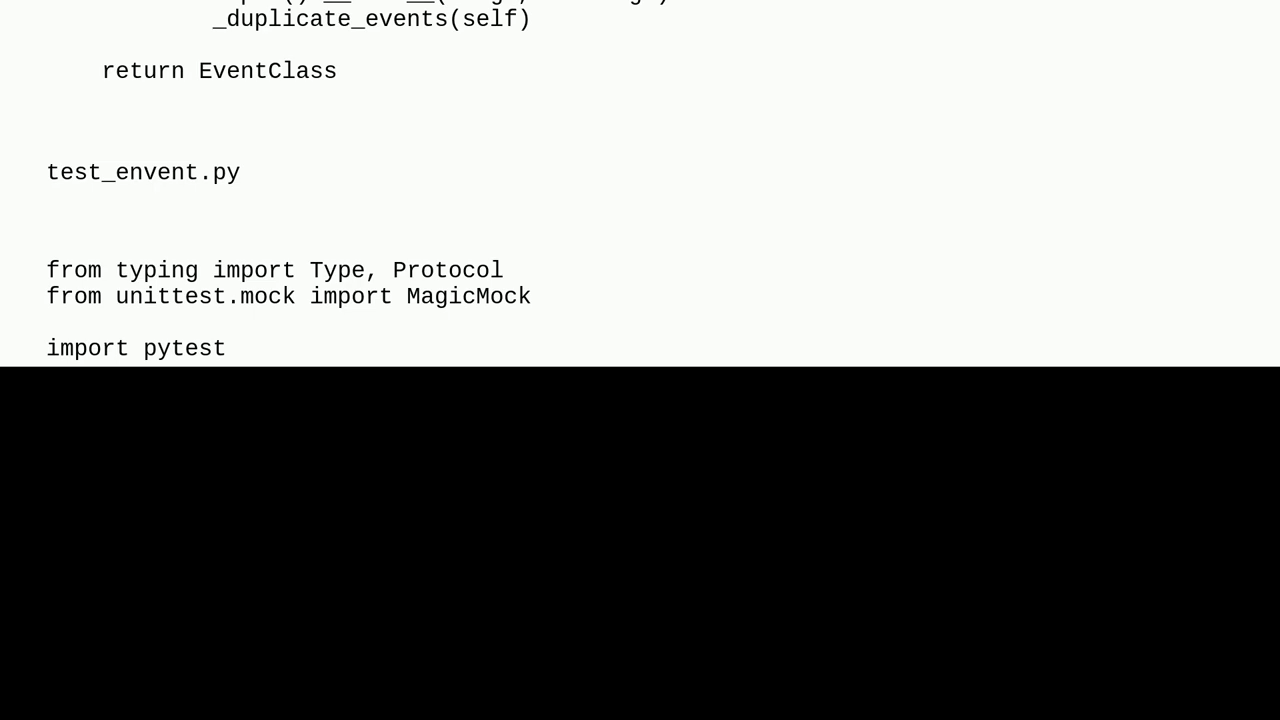 _duplicate_events(self)
return EventClass
test_envent.py
from typing import Type, Protocol
from unittest.mock import MagicMock
import pytest